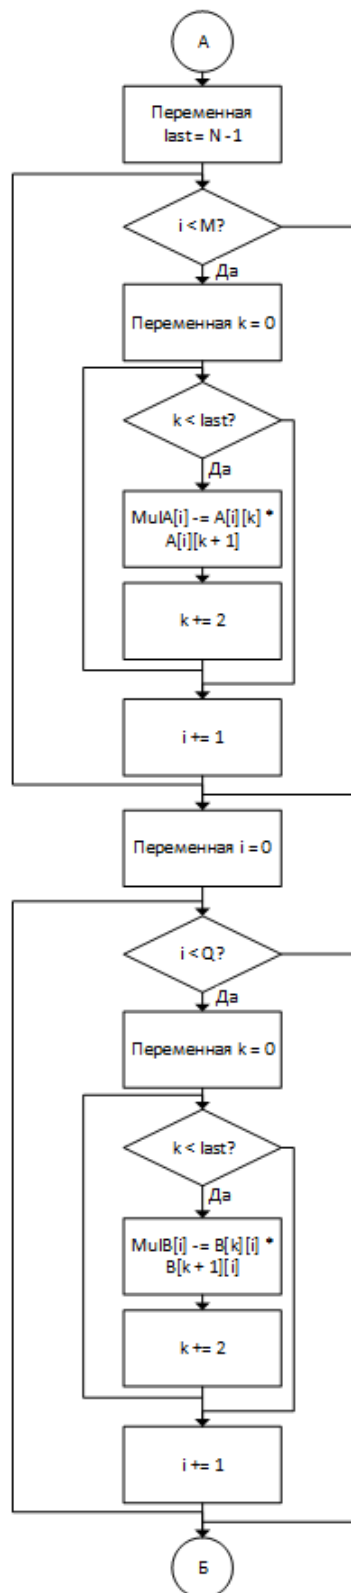 А
Переменная
last = N - 1
i < M?
Да
Переменная k = 0
k < last?
Да
MulA[i] -= A[i][k] *
A[i][k + 1]
k += 2
i += 1
Переменная i = 0
i < Q?
Да
Переменная k = 0
k < last?
Да
MulB[i] -= B[k][i] *
B[k + 1][i]
k += 2
i += 1
Б